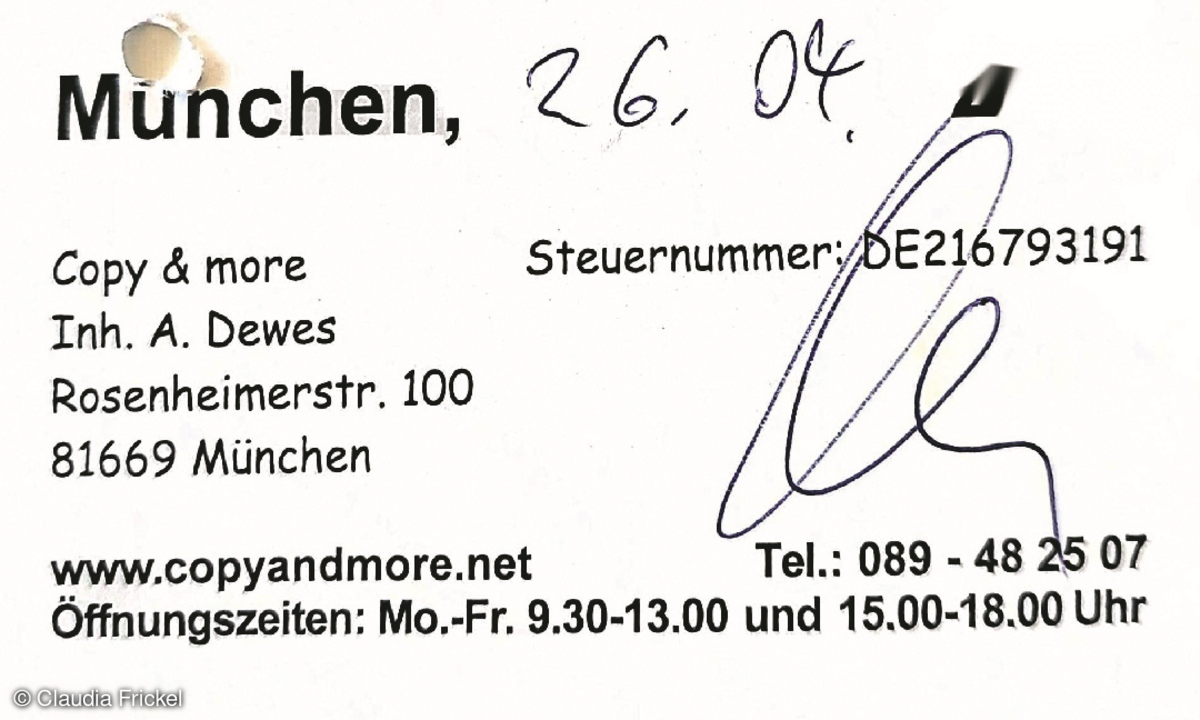 München, 26. 04.
Copy & more
Steuernummer: DE216793191
Inh. A. Dewes
Rosenheimerstr. 100
81669 München
www.copyandmore.net
Tel.: 089 - 48 25 07
Öffnungszeiten: Mo.-Fr. 9.30-13.00 und 15.00-18.00 Uhr
© Claudia Frickel